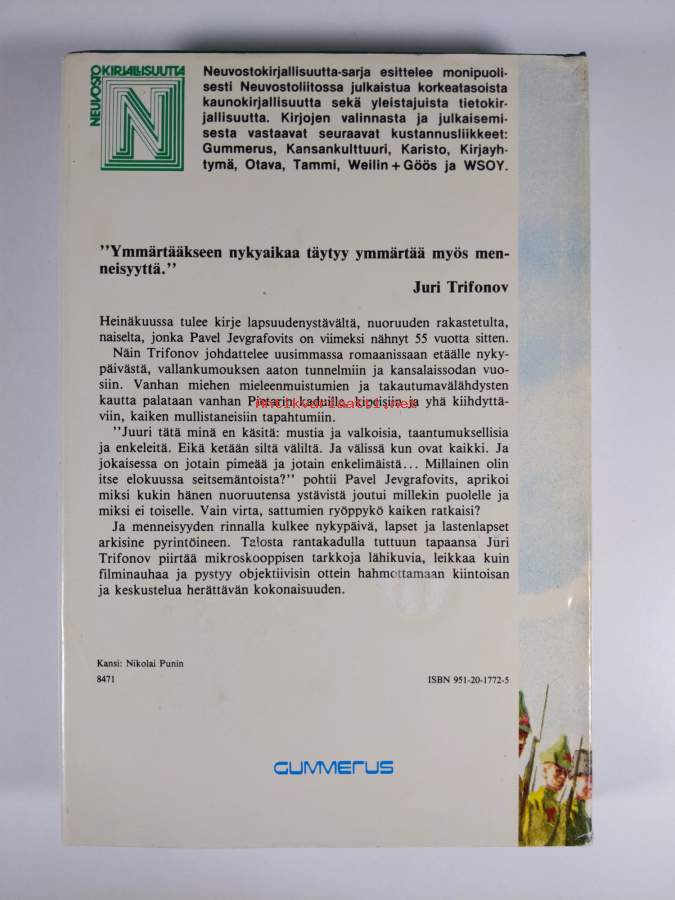 NEUVOSTOKIRJALLISUUTTA
N
Neuvostokirjallisuutta-sarja esittelee monipuoli-
sesti Neuvostoliitossa julkaistua korkeatasoista
kaunokirjallisuutta sekä yleistajuista tietokir-
jallisuutta. Kirjojen valinnasta ja julkaisemi-
sesta vastaavat seuraavat kustannusliikkeet:
Gummerus, Kansankulttuuri, Karisto, Kirjayh-
tymä, Otava, Tammi, Weilin+Göös ja WSOY.
”Ymmärtääkseen nykyaikaa täytyy ymmärtää myös men-
neisyyttä.”
Juri Trifonov
Heinäkuussa tulee kirje lapsuudenystävältä, nuoruuden rakastetulta,
naiselta, jonka Pavel Jevgrafovits on viimeksi nähnyt 55 vuotta sitten.
Näin Trifonov johdattelee uusimmassa romaanissaan etäälle nyky-
päivästä, vallankumouksen aaton tunnelmiin ja kansalaissodan vuo-
siin. Vanhan miehen mieleenmuistumien ja takautumavälähdysten
kautta palataan vanhan Pietarin kaduille, kipeisiin ja yhä kiihdyttä-
viin, kaiken mullistaneisiin tapahtumiin.
”Juuri tätä minä en käsitä: mustia ja valkoisia, taantumuksellisia
ja enkeleitä. Eikä ketään siltä väliltä. Ja välissä kun ovat kaikki. Ja
jokaisessa on jotain pimeää ja jotain enkelimäistä... Millainen olin
itse elokuussa seitsemäntoista?” pohtii Pavel Jevgrafovits, aprikoi
miksi kukin hänen nuoruutensa ystävistä joutui millekin puolelle ja
miksi ei toiselle. Vain virta, sattumien ryöppykö kaiken ratkaisi?
Ja menneisyyden rinnalla kulkee nykypäivä, lapset ja lastenlapset
arkisine pyrintöineen. Talosta rantakadulla tuttuun tapaansa Juri
Trifonov piirtää mikroskooppisen tarkkoja lähikuvia, leikkaa kuin
filminauhaa ja pystyy objektiivisin ottein hahmottamaan kiintoisan
ja keskustelua herättävän kokonaisuuden.
Antikvariaatti.net
Kansi: Nikolai Punin
8471
ISBN 951-20-1772-5
GUMMERUS